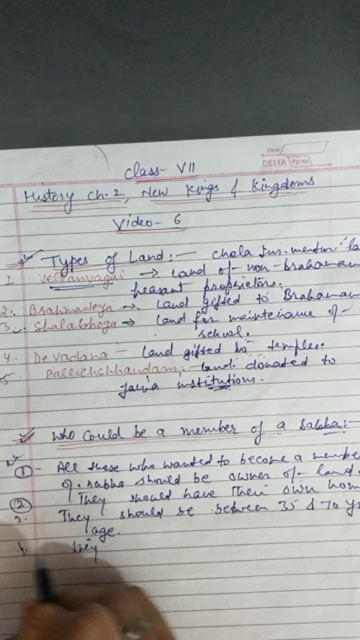 Date
DELTA
Class- VII
History Ch.2, New Kings & Kingdoms
Video-6
Types of Land:- Chola
1. Vellanvagai → Land of non-brahaman
peasant proprietors.
2. Brahmadeya → Land gifted to Brahaman
3. Shalabhoga → Land for maintenance of
school.
4. Devadana - Land gifted to temples.
5. Pallichchhandam:- Land donated to
Jaina institutions.
Who could be a member of a Sabha:-
① - All those who wanted to become a member
of sabha should be owner of land.
② They should have their own home
3. They should be between 35 & 70 yr
age.
4. They